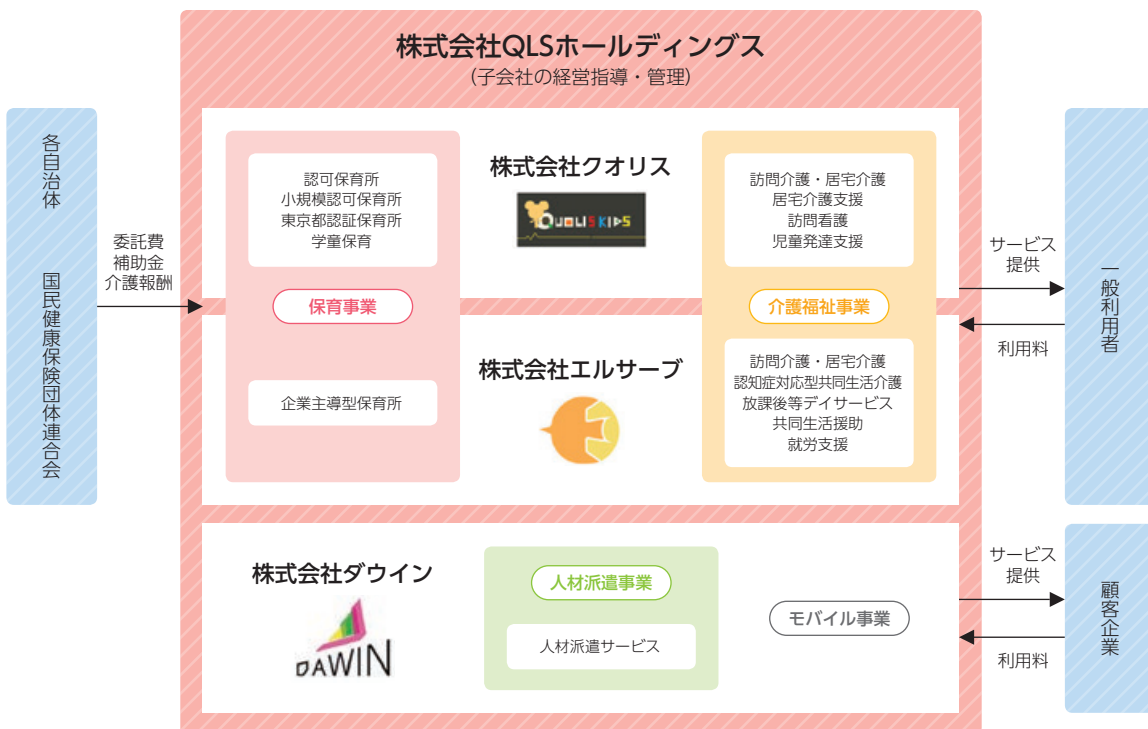 株式会社QLSホールディングス
(子会社の経営指導・管理)
各自治体
国民健康保険団体連合会
委託費
補助金
介護報酬
認可保育所
小規模認可保育所
東京都認証保育所
学童保育
保育事業
企業主導型保育所
株式会社クオリス
QUALISKIDS
株式会社エルサーブ
訪問介護・居宅介護
居宅介護支援
訪問看護
児童発達支援
介護福祉事業
訪問介護・居宅介護
認知症対応型共同生活介護
放課後等デイサービス
共同生活援助
就労支援
サービス
提供
利用料
一般利用者
株式会社ダウイン
DAWIN
人材派遣事業
人材派遣サービス
モバイル事業
サービス
提供
利用料
顧客企業